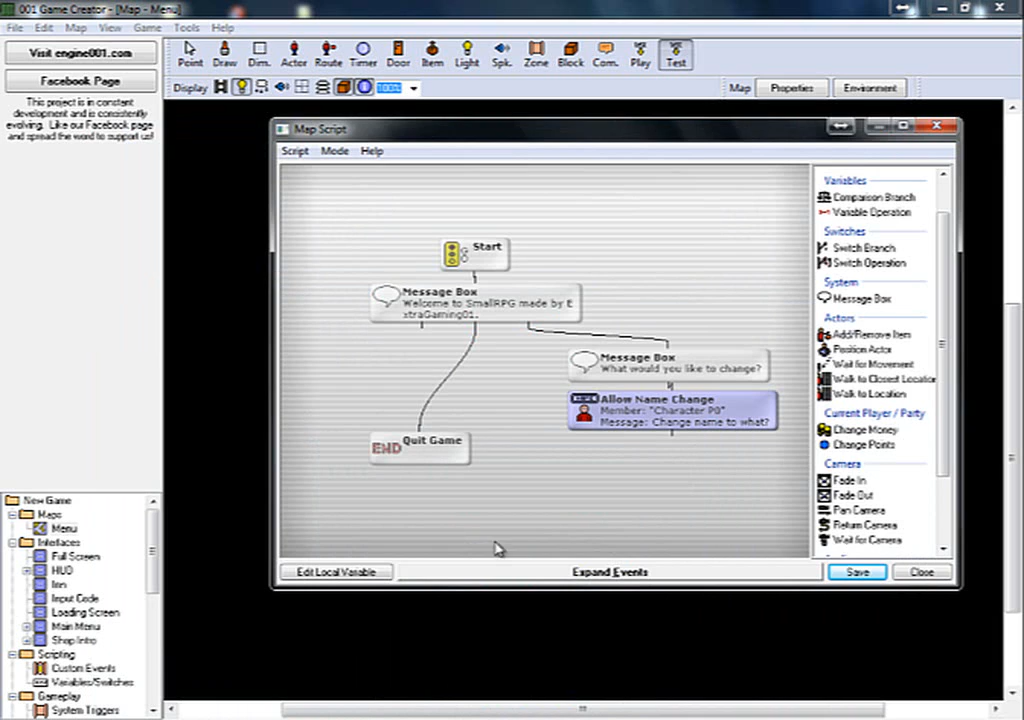 001 Game Creator - [Map - Menu]
File Edit Map View Game Tools Help
Visit engine001.com
Facebook Page
This project is in constant
development and is consistently
evolving. Like our Facebook page
and spread the word to support us!
Point Draw Dim. Actor Route Timer Door Item Light Spk. Zone Block Com. Play Test
Display 100% Map Properties Environment
Map Script
Script Mode Help
Start
Message Box
Welcome to SmallRPG made by E
xtraGaming01.
Message Box
What would you like to change?
Allow Name Change
Member: "Character P0"
Message: Change name to what?
END Quit Game
Variables
Comparison Branch
Variable Operation
Switches
Switch Branch
Switch Operation
System
Message Box
Actors
Add/Remove Item
Position Actor
Wait for Movement
Walk to Closest Locatior
Walk to Location
Current Player / Party
Change Money
Change Points
Camera
Fade In
Fade Out
Pan Camera
Return Camera
Wait for Camera
Edit Local Variable Expand Events Save Close
New Game
Maps
Menu
Interfaces
Full Screen
HUD
Inn
Input Code
Loading Screen
Main Menu
Shop Intro
Scripting
Custom Events
Variables/Switches
Gameplay
System Triggers